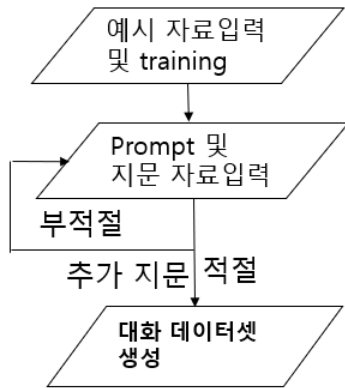 예시 자료입력
및 training
Prompt 및
지문 자료입력
부적절
추가 지문 적절
대화 데이터셋
생성